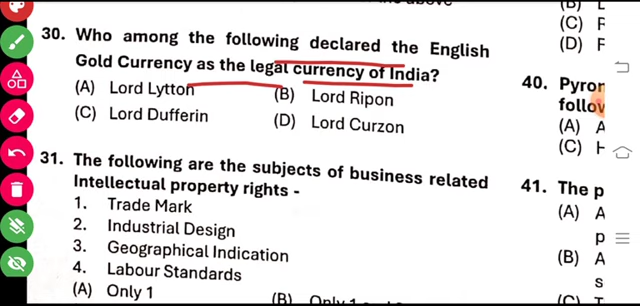 30. Who among the following declared the English
Gold Currency as the legal currency of India?
(A) Lord Lytton
(B) Lord Ripon
(C) Lord Dufferin
(D) Lord Curzon
31. The following are the subjects of business related
Intellectual property rights -
1. Trade Mark
2. Industrial Design
3. Geographical Indication
4. Labour Standards
(A) Only 1
(B) Only 1
(C)
(D)
40.
(A) A
(C)
41. The
(A) A
(B) A